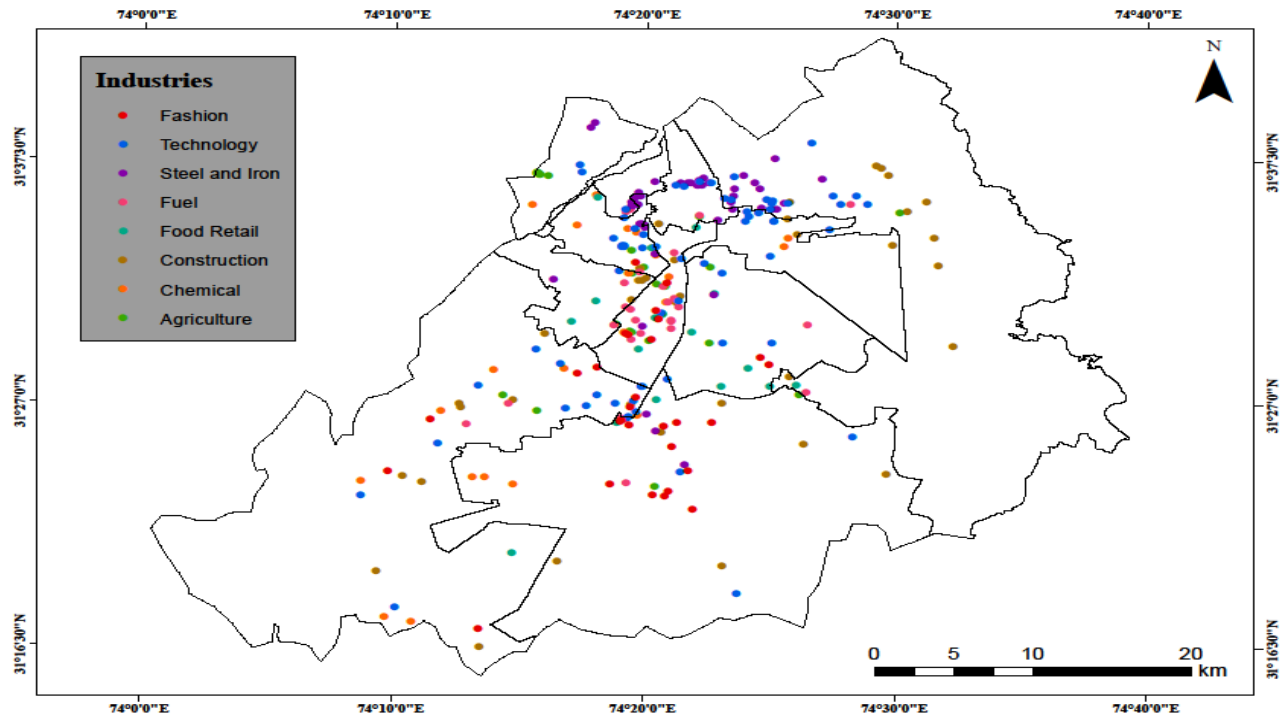 74°0'0"E 74°10'0"E 74°20'0"E 74°30'0"E 74°40'0"E
N
Industries
Fashion
Technology
Steel and Iron
Fuel
Food Retail
Construction
Chemical
Agriculture
31°37'30"N
31°37'30"N
31°27'0"N
31°27'0"N
31°16'30"N
31°16'30"N
0 5 10 20
km
74°0'0"E 74°10'0"E 74°20'0"E 74°30'0"E 74°40'0"E